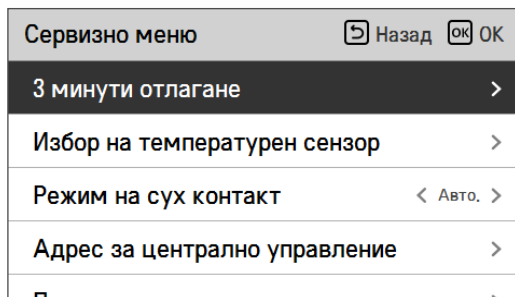 Сервизно меню Назад ОК OK
3 минути отлагане
Избор на температурен сензор
Режим на сух контакт < Авто. >
Адрес за централно управление